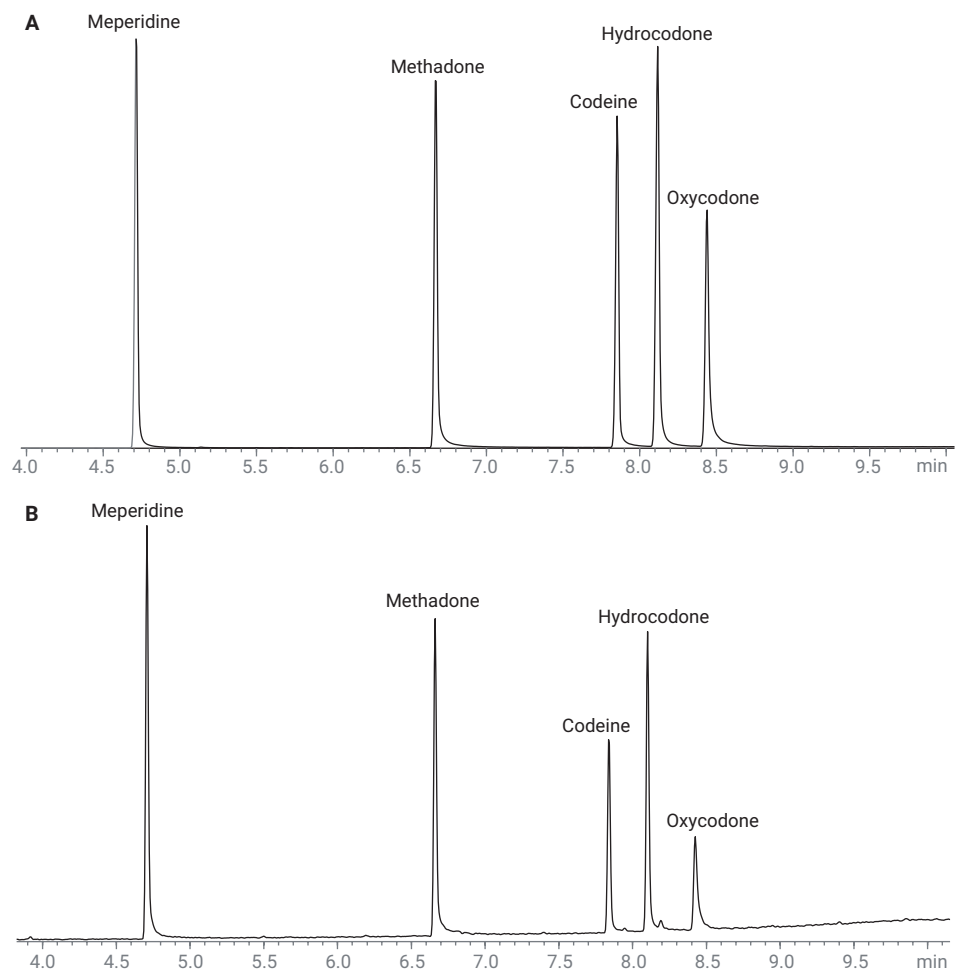 A
Meperidine
Hydrocodone
Methadone
Codeine
Oxycodone
4.0 4.5 5.0 5.5 6.0 6.5 7.0 7.5 8.0 8.5 9.0 9.5 min
B
Meperidine
Methadone
Hydrocodone
Codeine
Oxycodone
4.0 4.5 5.0 5.5 6.0 6.5 7.0 7.5 8.0 8.5 9.0 9.5 min